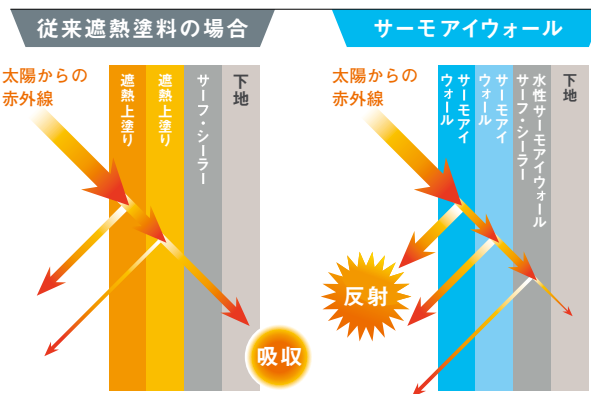 従来遮熱塗料の場合
太陽からの
赤外線
遮熱上塗り
遮熱上塗り
サーフ・シーラー
下地
吸収
サーモアイウォール
太陽からの
赤外線
サーモアイ
ウォール
サーモアイ
ウォール
水性サーモアイウォール
サーフ・シーラー
下地
反射